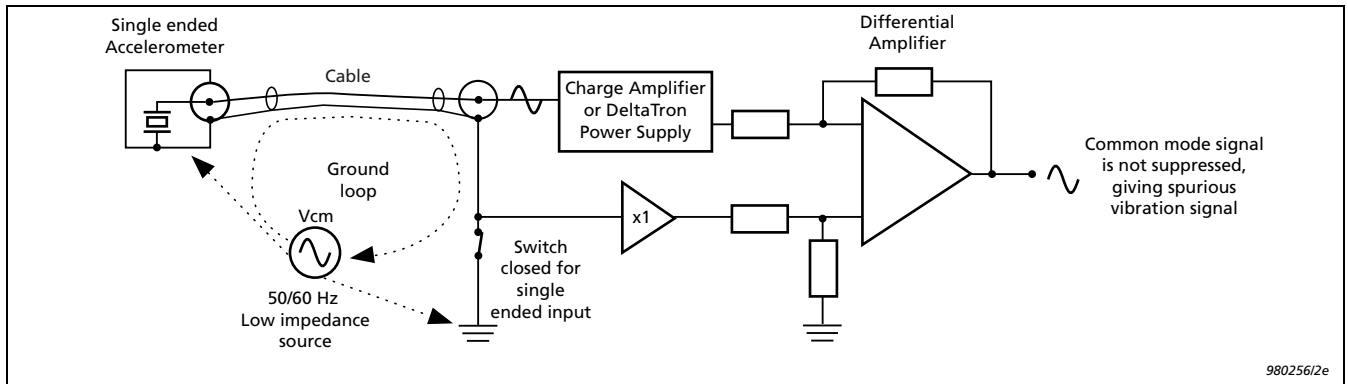 Single ended
Accelerometer
Cable
Ground
loop
Vcm
50/60 Hz
Low impedance
source
Switch
closed for
single
ended input
Charge Amplifier
or DeltaTron
Power Supply
x1
Differential
Amplifier
Common mode signal
is not suppressed,
giving spurious
vibration signal
980256/2e